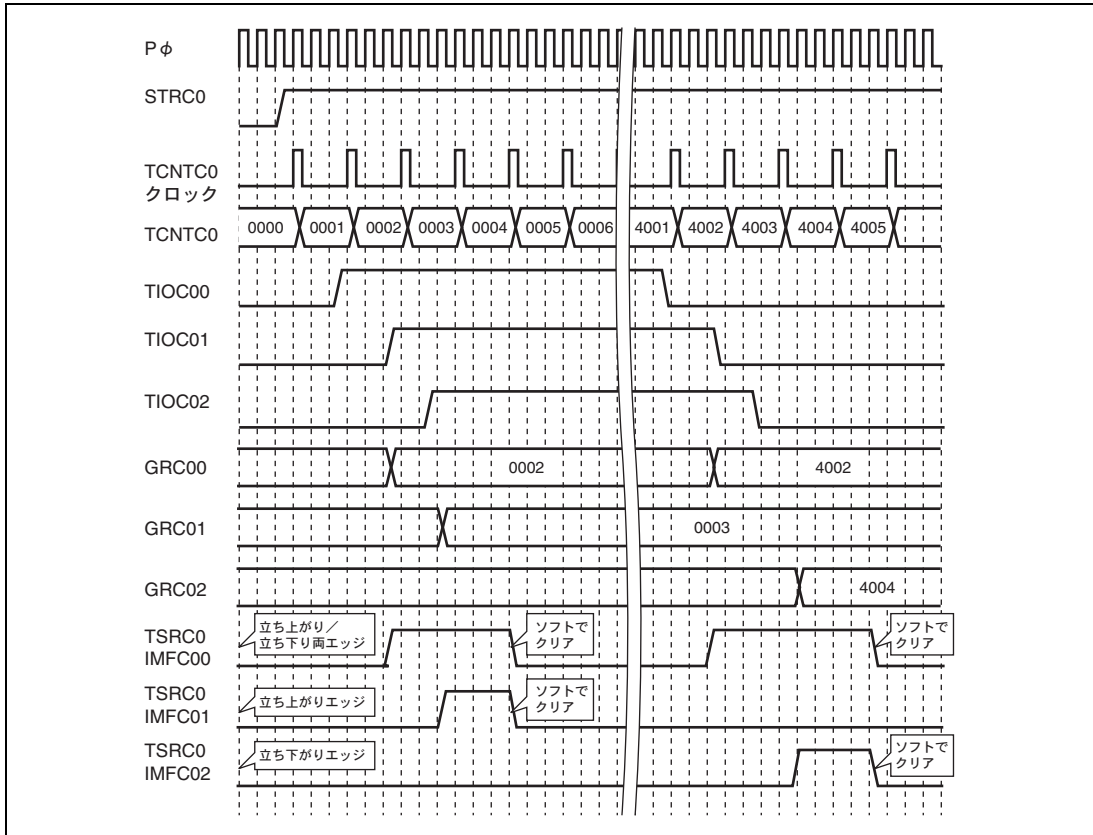 Pφ
STRC0
TCNTC0
クロック
TCNTC0 0000 0001 0002 0003 0004 0005 0006 4001 4002 4003 4004 4005
TIOC00
TIOC01
TIOC02
GRC00 0002 4002
GRC01 0003
GRC02 4004
TSRC0
IMFC00
立ち上がり／
立ち下り両エッジ
ソフトで
クリア
ソフトで
クリア
TSRC0
IMFC01
立ち上がりエッジ
ソフトで
クリア
TSRC0
IMFC02
立ち下がりエッジ
ソフトで
クリア